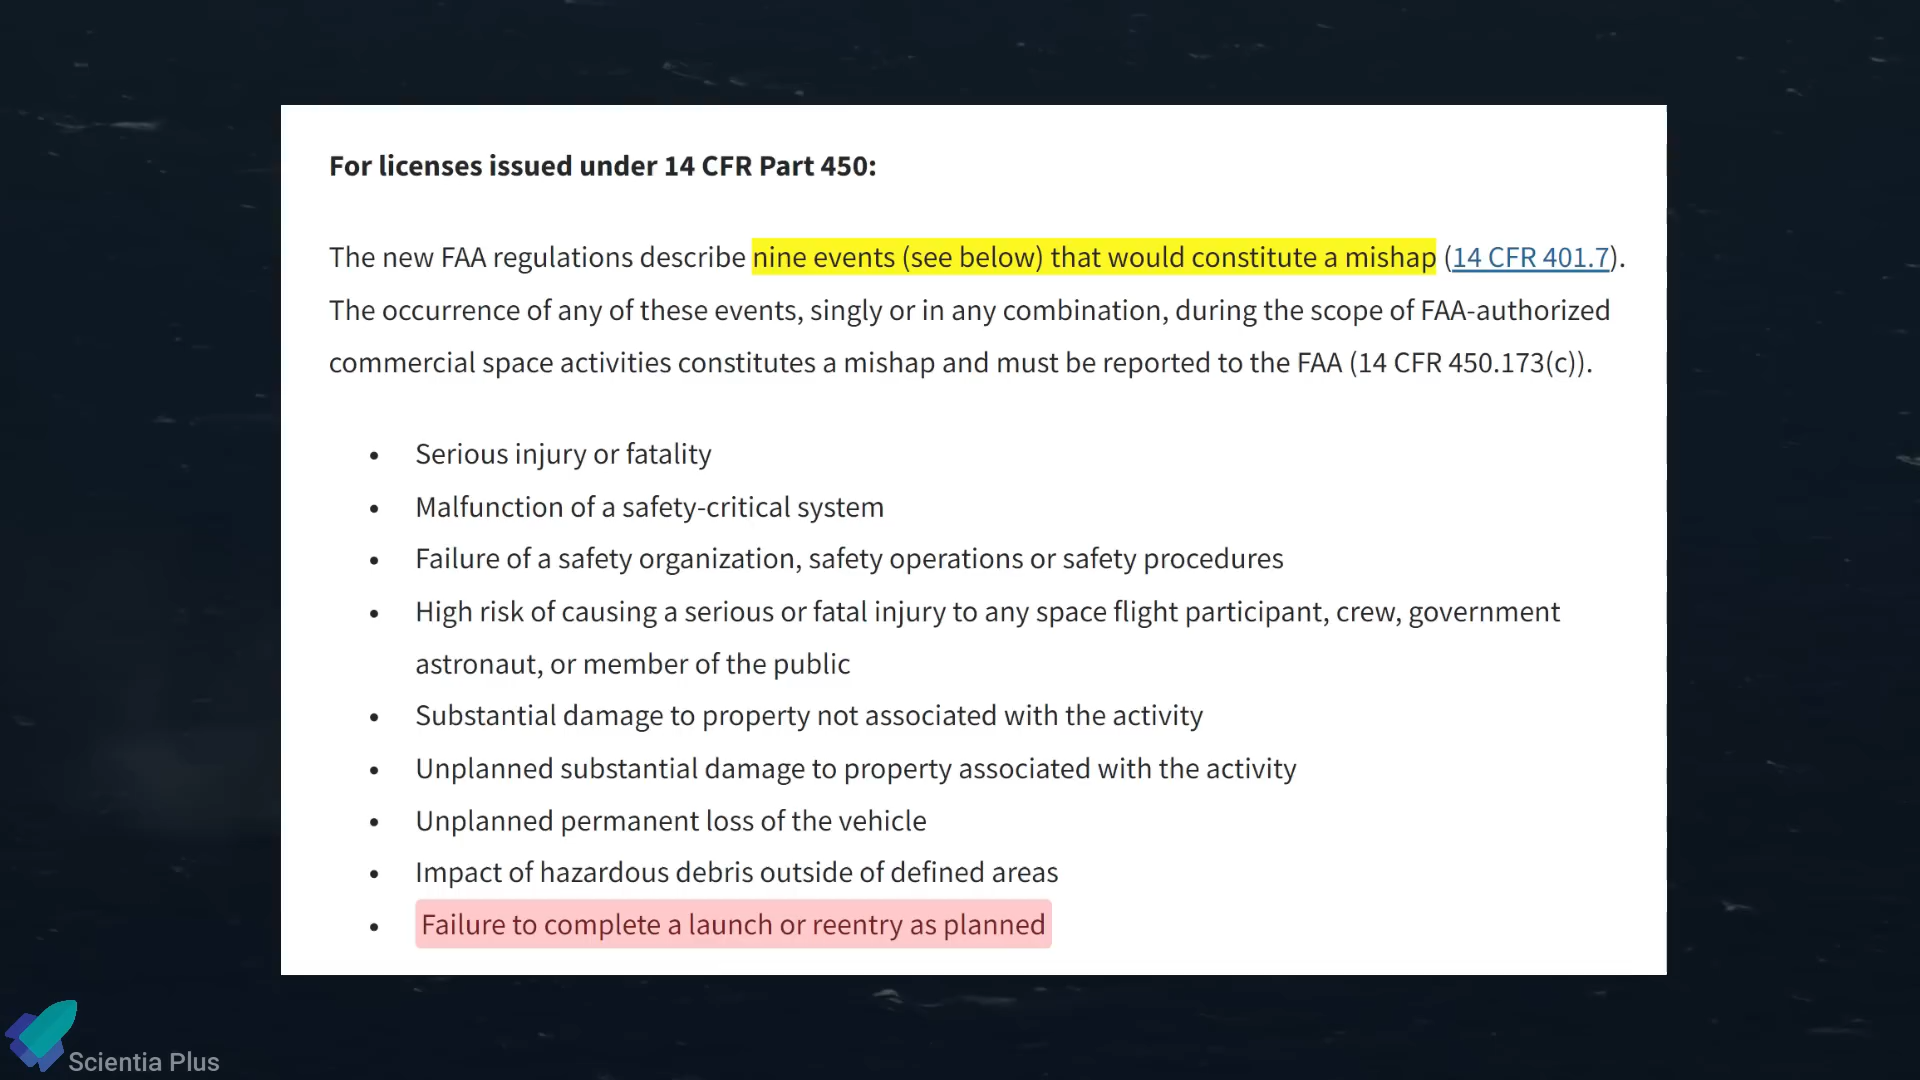 For licenses issued under 14 CFR Part 450:
The new FAA regulations describe nine events (see below) that would constitute a mishap (14 CFR 401.7).
The occurrence of any of these events, singly or in any combination, during the scope of FAA-authorized
commercial space activities constitutes a mishap and must be reported to the FAA (14 CFR 450.173(c)).
• Serious injury or fatality
• Malfunction of a safety-critical system
• Failure of a safety organization, safety operations or safety procedures
• High risk of causing a serious or fatal injury to any space flight participant, crew, government
astronaut, or member of the public
• Substantial damage to property not associated with the activity
• Unplanned substantial damage to property associated with the activity
• Unplanned permanent loss of the vehicle
• Impact of hazardous debris outside of defined areas
• Failure to complete a launch or reentry as planned
Scientia Plus